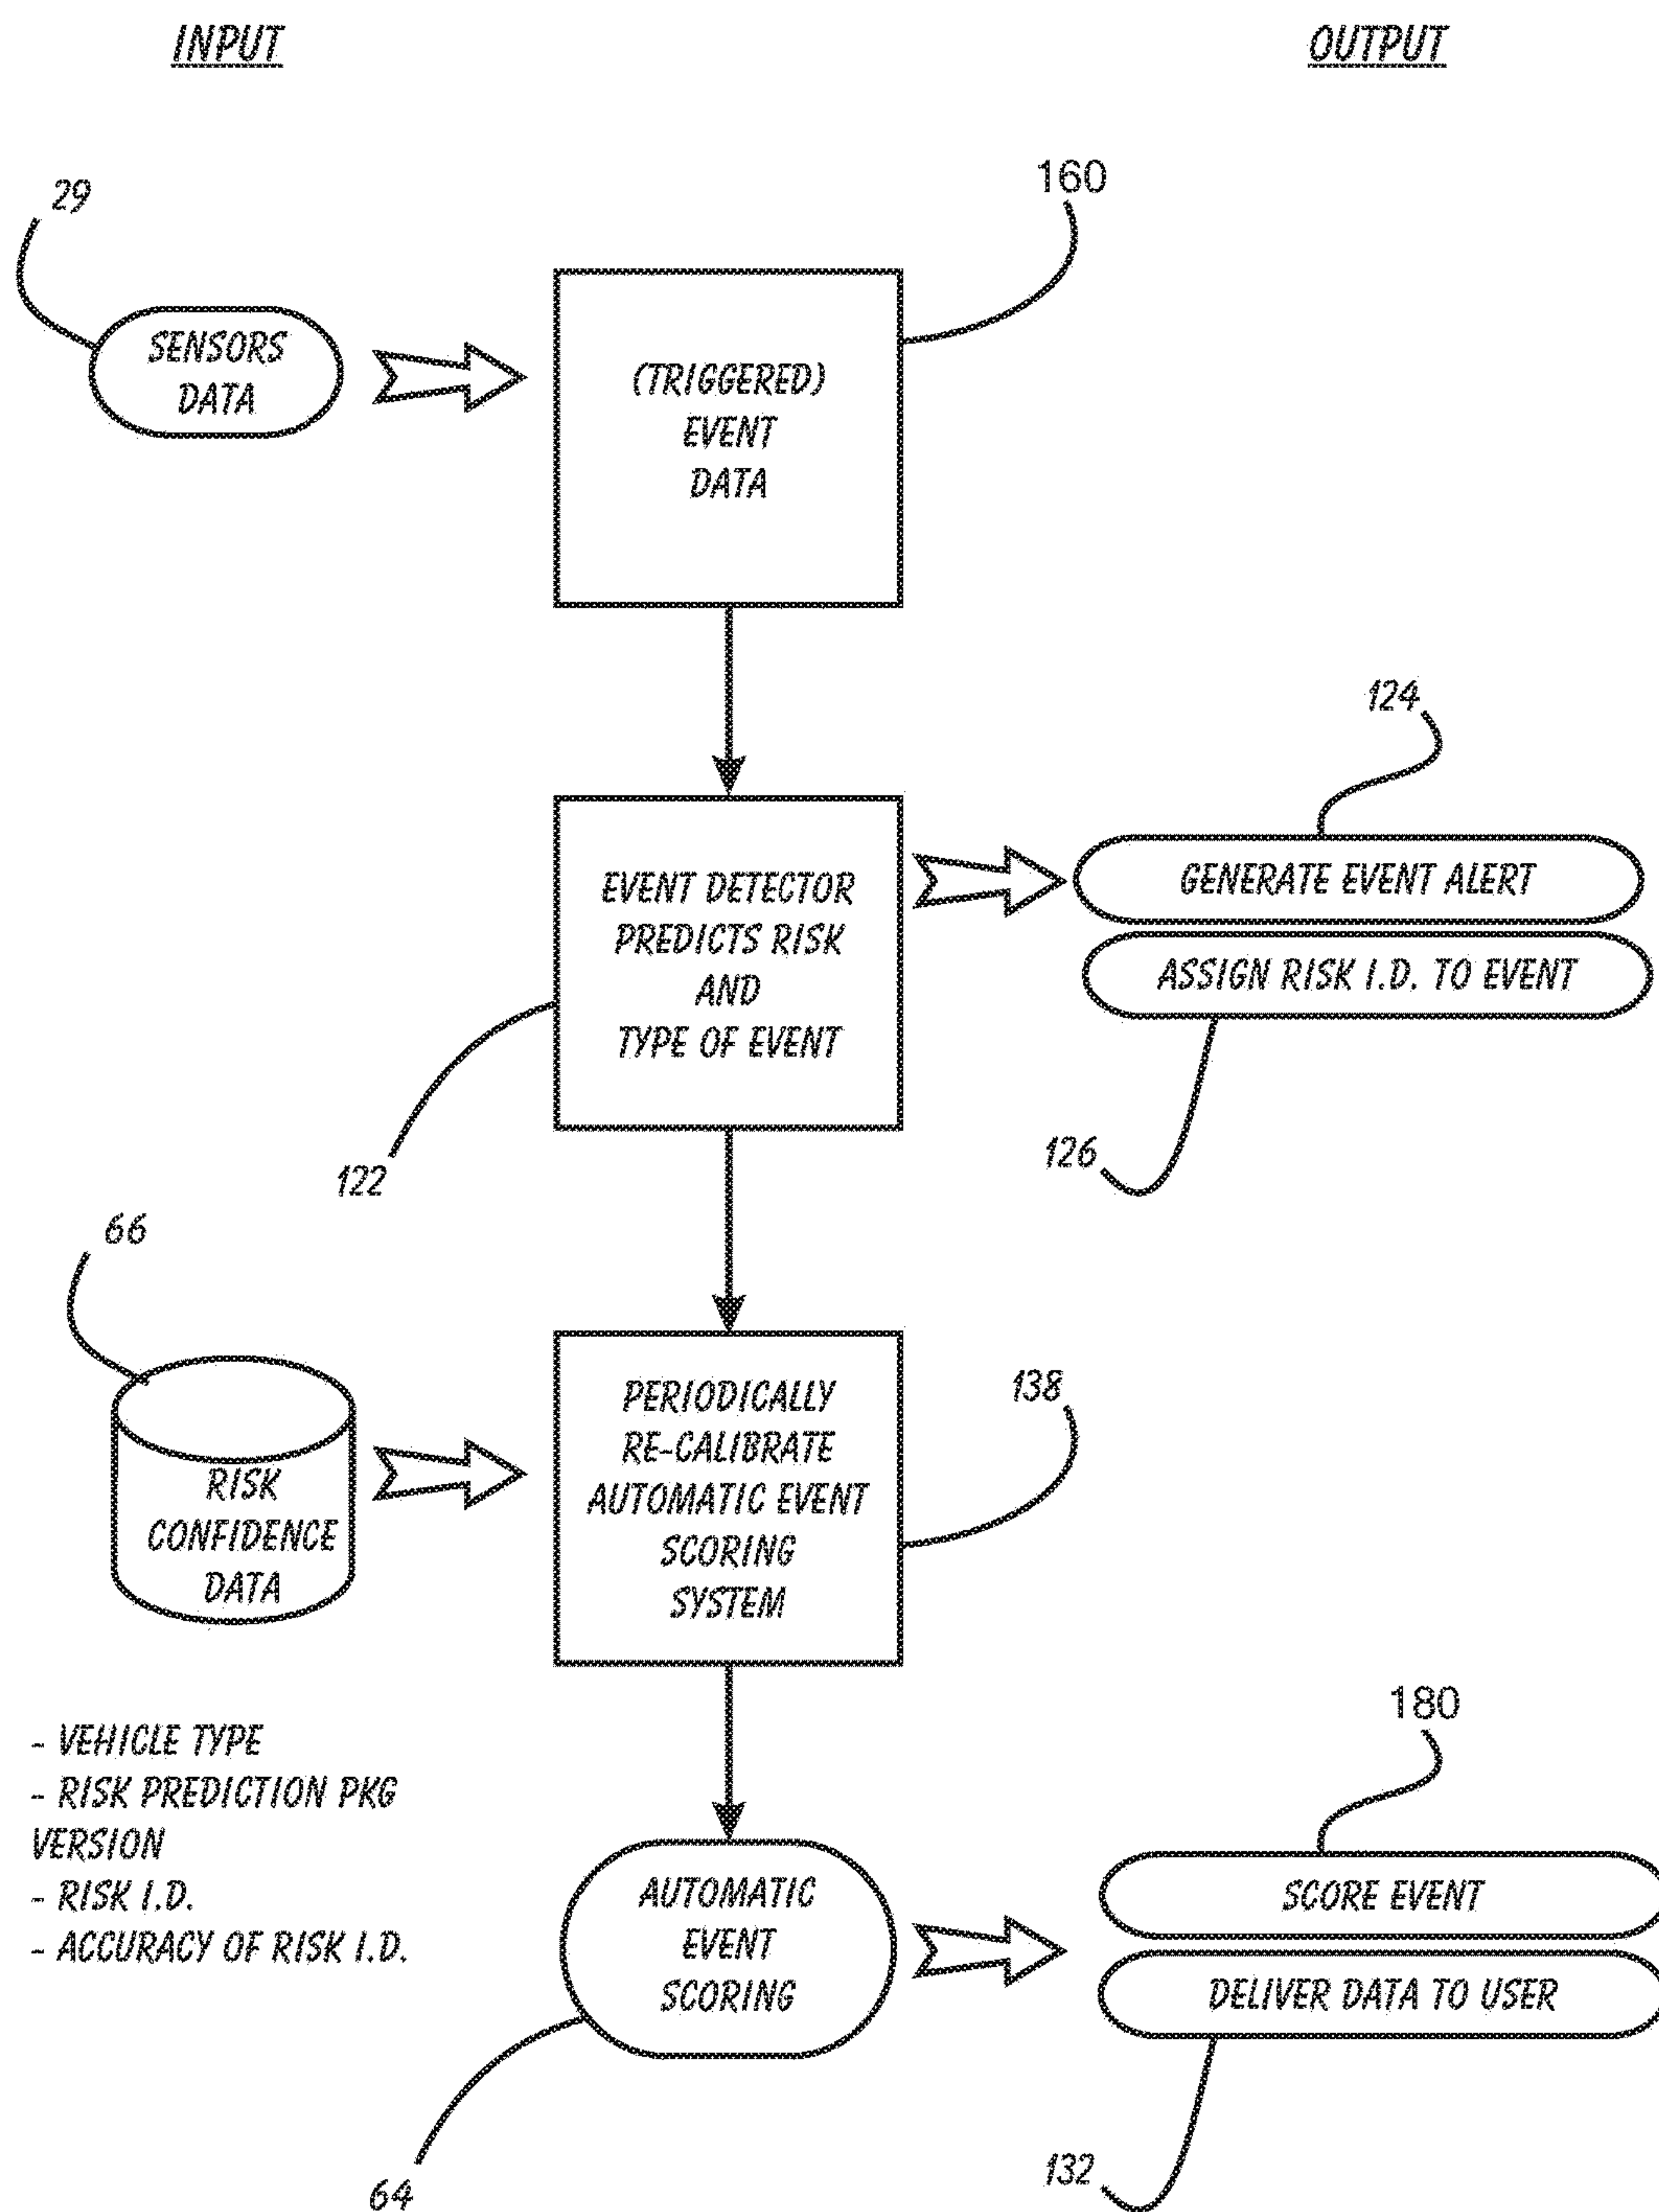 INPUT
OUTPUT
29
160
SENSORS
DATA
(TRIGGERED)
EVENT
DATA
124
EVENT DETECTOR
PREDICTS RISK
AND
TYPE OF EVENT
GENERATE EVENT ALERT
ASSIGN RISK I.D. TO EVENT
122
126
66
138
RISK
CONFIDENCE
DATA
PERIODICALLY
RE-CALIBRATE
AUTOMATIC EVENT
SCORING
SYSTEM
- VEHICLE TYPE
- RISK PREDICTION PKG
VERSION
- RISK I.D.
- ACCURACY OF RISK I.D.
180
AUTOMATIC
EVENT
SCORING
SCORE EVENT
DELIVER DATA TO USER
64
132